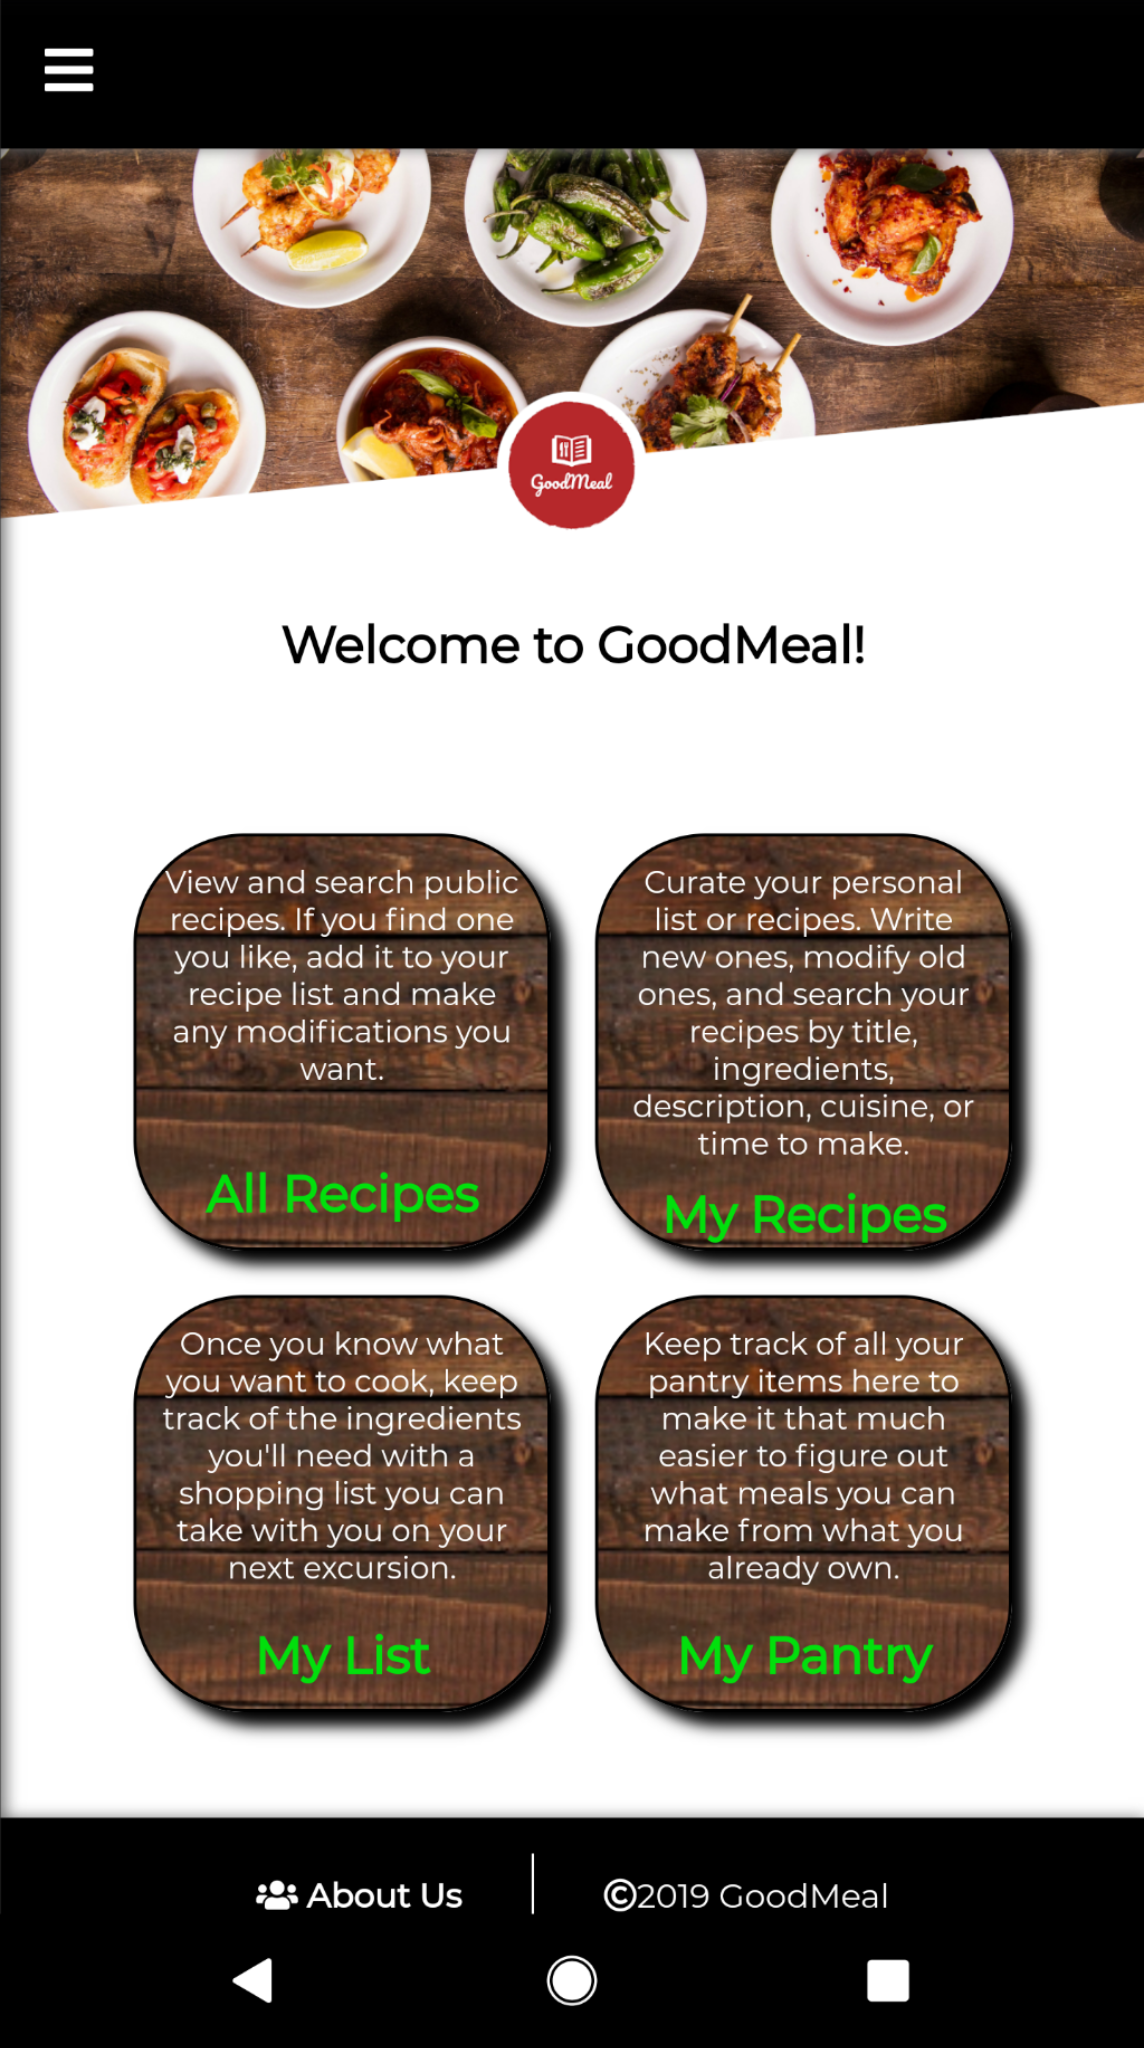 GoodMeal
Welcome to GoodMeal!
View and search public
recipes. If you find one
you like, add it to your
recipe list and make
any modifications you
want.
All Recipes
Curate your personal
list or recipes. Write
new ones, modify old
ones, and search your
recipes by title,
ingredients,
description, cuisine, or
time to make.
My Recipes
Once you know what
you want to cook, keep
track of the ingredients
you'll need with a
shopping list you can
take with you on your
next excursion.
My List
Keep track of all your
pantry items here to
make it that much
easier to figure out
what meals you can
make from what you
already own.
My Pantry
About Us
©2019 GoodMeal